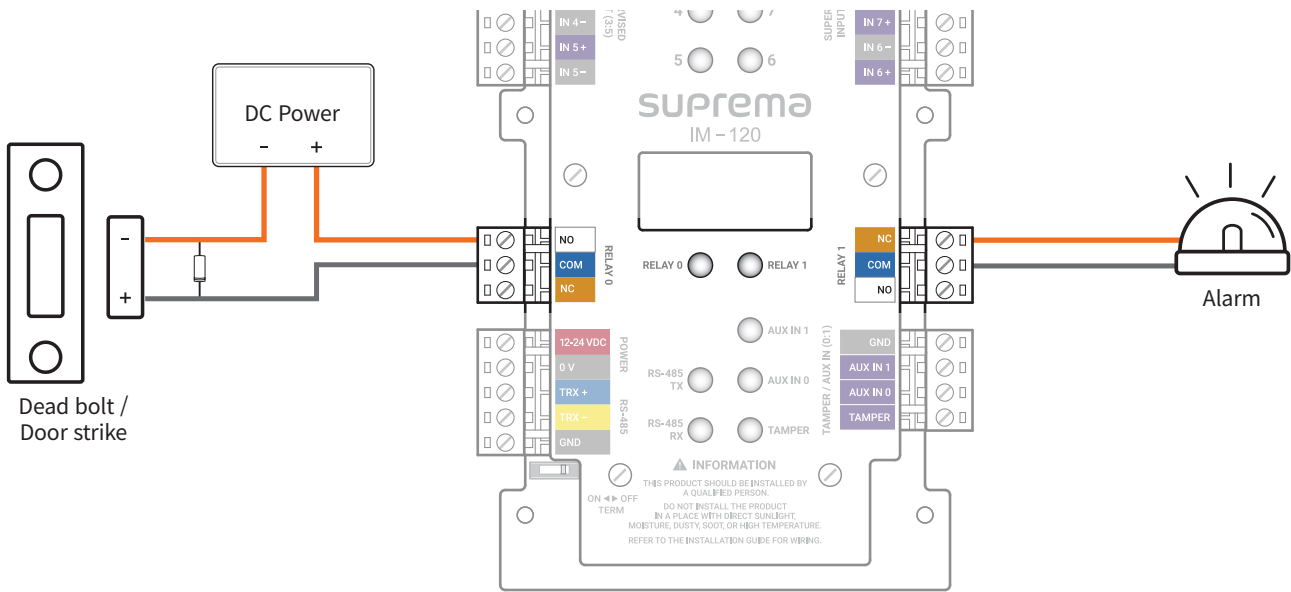 IN 4 –
IN 5 +
IN 5 –
(3:5)
4
7
5
6
IN 7 +
IN 6 –
IN 6 +
suprema
IM – 120
DC Power
– +
–
+
Dead bolt /
Door strike
NO
COM
NC
RELAY 0
RELAY 0
RELAY 1
RELAY 1
NC
COM
NO
Alarm
12-24 VDC
0 V
TRX +
TRX –
GND
POWER
RS-485
AUX IN 1
RS-485
TX
AUX IN 0
RS-485
RX
TAMPER
TAMPER / AUX IN (0:1)
GND
AUX IN 1
AUX IN 0
TAMPER
ON ◀▶ OFF
TERM
INFORMATION
THIS PRODUCT SHOULD BE INSTALLED BY
A QUALIFIED PERSON.
DO NOT INSTALL THE PRODUCT
IN A PLACE WITH DIRECT SUNLIGHT,
MOISTURE, DUSTY, SOOT, OR HIGH TEMPERATURE.
REFER TO THE INSTALLATION GUIDE FOR WIRING.